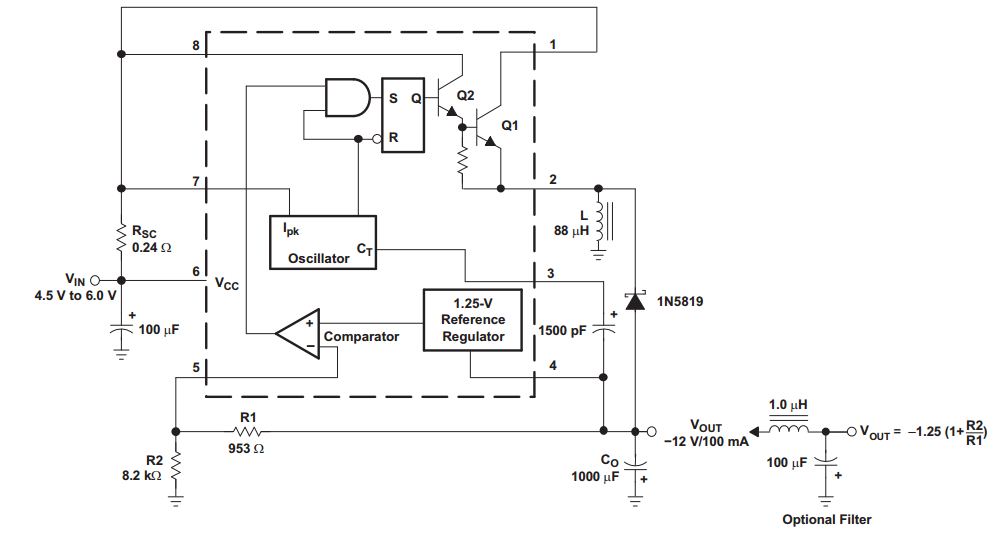 8
1
S
Q
Q2
R
Q1
7
2
Ipk
CT
Oscillator
L
88 µH
RSC
0.24 Ω
VIN
4.5 V to 6.0 V
6
VCC
3
+
100 µF
+
−
Comparator
1.25-V
Reference
Regulator
1500 pF
+
1N5819
5
4
R1
953 Ω
R2
8.2 kΩ
VOUT
−12 V/100 mA
CO
1000 µF
+
1.0 µH
VOUT = −1.25 (1+ R2/R1)
100 µF
+
Optional Filter